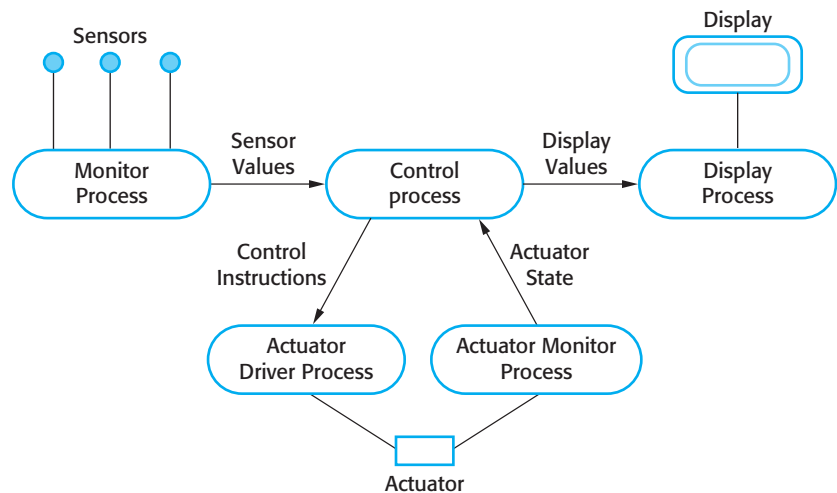 Sensors
Display
Sensor
Values
Display
Values
Monitor
Process
Control
process
Display
Process
Control
Instructions
Actuator
State
Actuator
Driver Process
Actuator Monitor
Process
Actuator